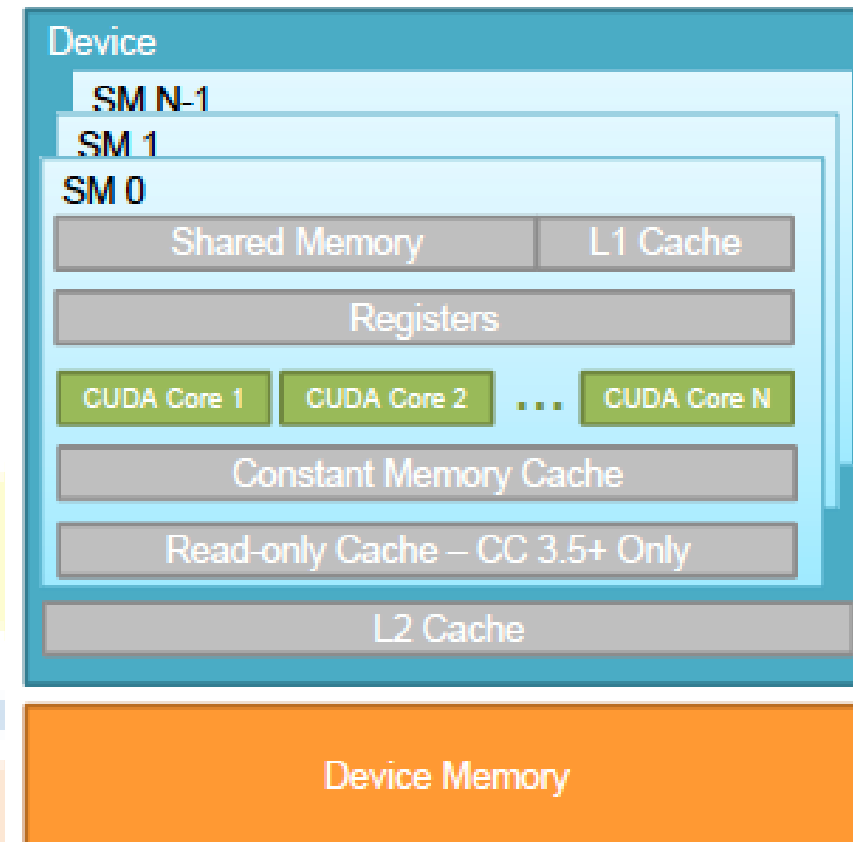 Device
SM N-1
SM 1
SM 0
Shared Memory
L1 Cache
Registers
CUDA Core 1
CUDA Core 2
...
CUDA Core N
Constant Memory Cache
Read-only Cache – CC 3.5+ Only
L2 Cache
Device Memory